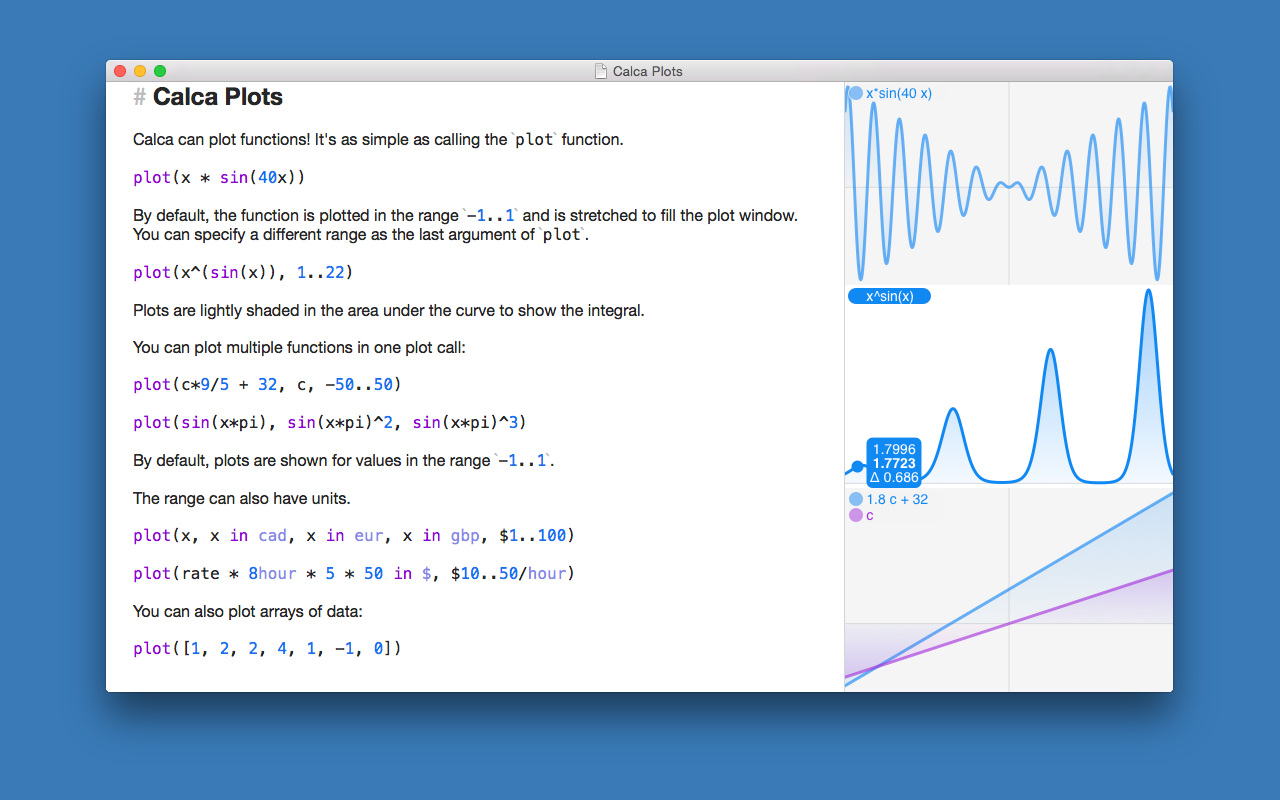 Calca Plots
# Calca Plots
Calca can plot functions! It's as simple as calling the `plot` function.
plot(x * sin(40x))
By default, the function is plotted in the range `-1..1` and is stretched to fill the plot window.
You can specify a different range as the last argument of `plot`.
plot(x^(sin(x)), 1..22)
Plots are lightly shaded in the area under the curve to show the integral.
You can plot multiple functions in one plot call:
plot(c*9/5 + 32, c, -50..50)
plot(sin(x*pi), sin(x*pi)^2, sin(x*pi)^3)
By default, plots are shown for values in the range `-1..1`.
The range can also have units.
plot(x, x in cad, x in eur, x in gbp, $1..100)
plot(rate * 8hour * 5 * 50 in $, $10..50/hour)
You can also plot arrays of data:
plot([1, 2, 2, 4, 1, -1, 0])
x*sin(40 x)
x^sin(x)
1.7996
1.7723
Δ 0.686
1.8 c + 32
c